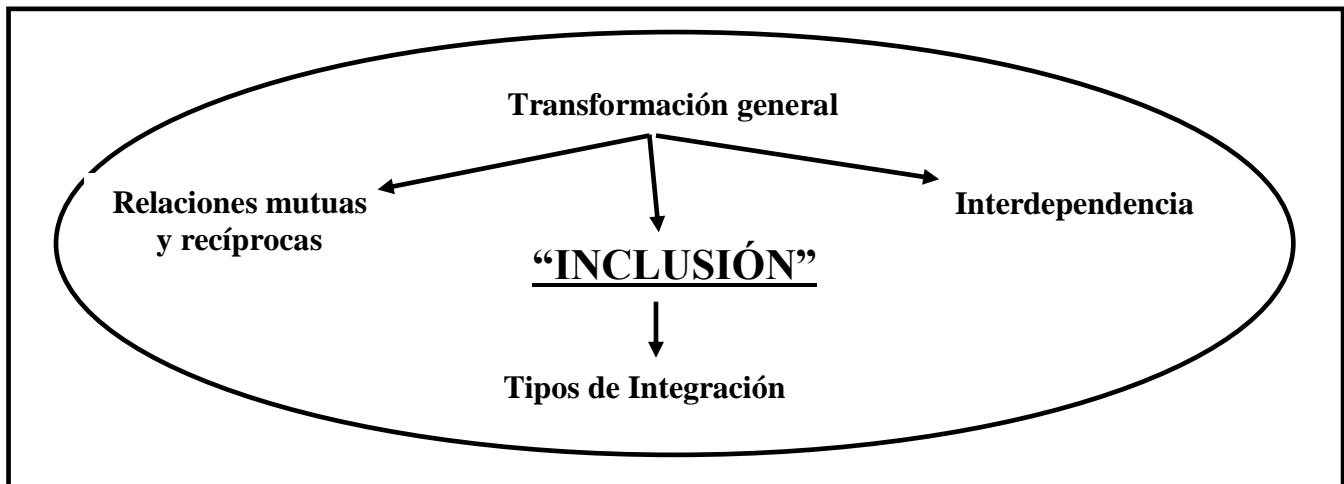 Transformación general
Relaciones mutuas
y recíprocas
Interdependencia
“INCLUSIÓN”
Tipos de Integración